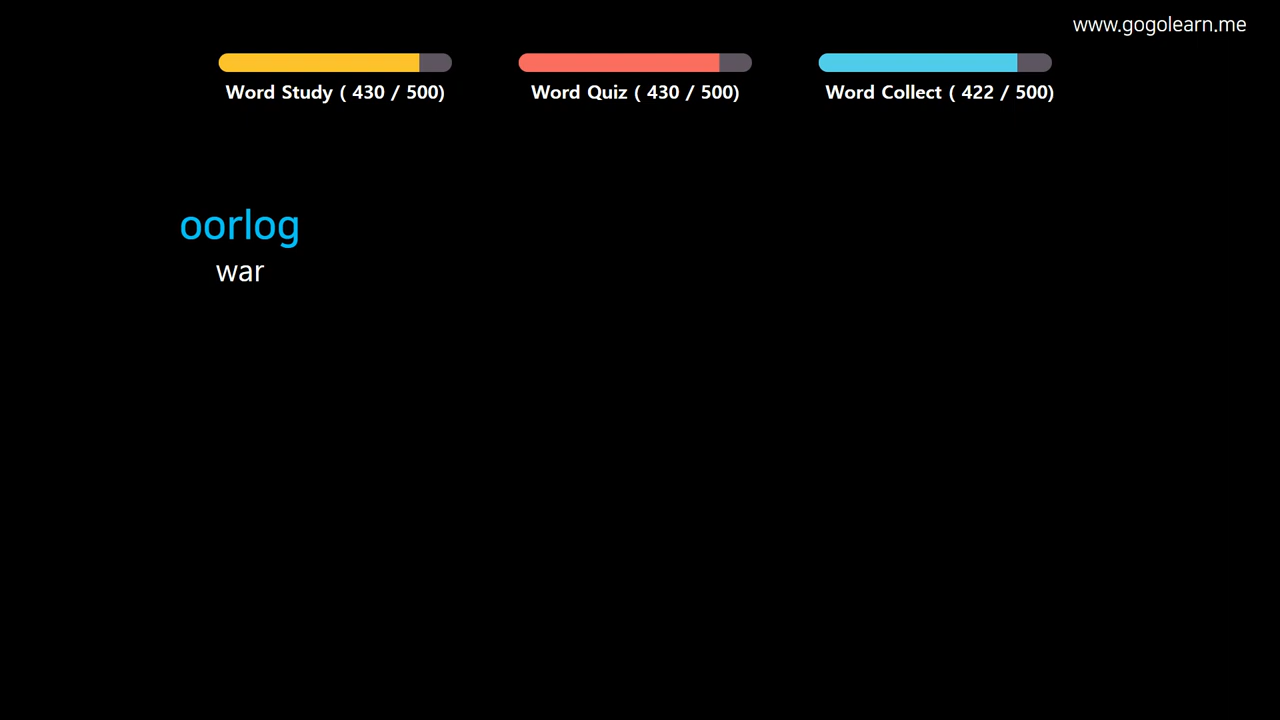 www.gogolearn.me
Word Study ( 430 / 500)
Word Quiz ( 430 / 500)
Word Collect ( 422 / 500)
oorlog
war